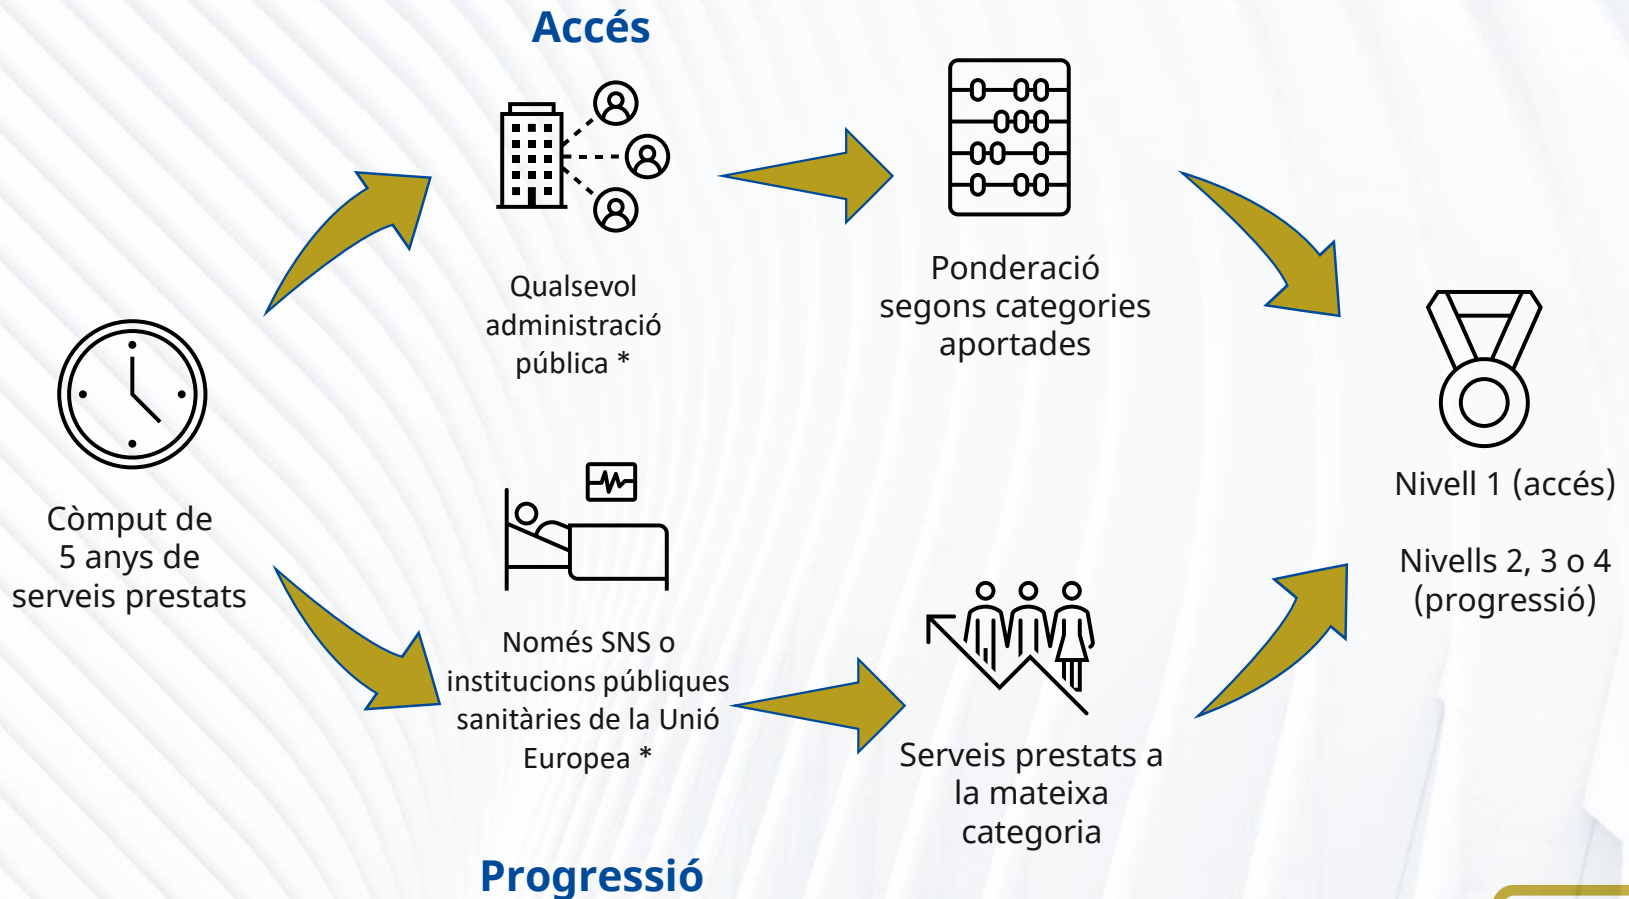 Accés
Qualsevol
administració
pública *
Ponderació
segons categories
aportades
Còmput de
5 anys de
serveis prestats
Nivell 1 (accés)
Nivells 2, 3 o 4
(progressió)
Només SNS o
institucions públiques
sanitàries de la Unió
Europea *
Serveis prestats a
la mateixa
categoria
Progressió